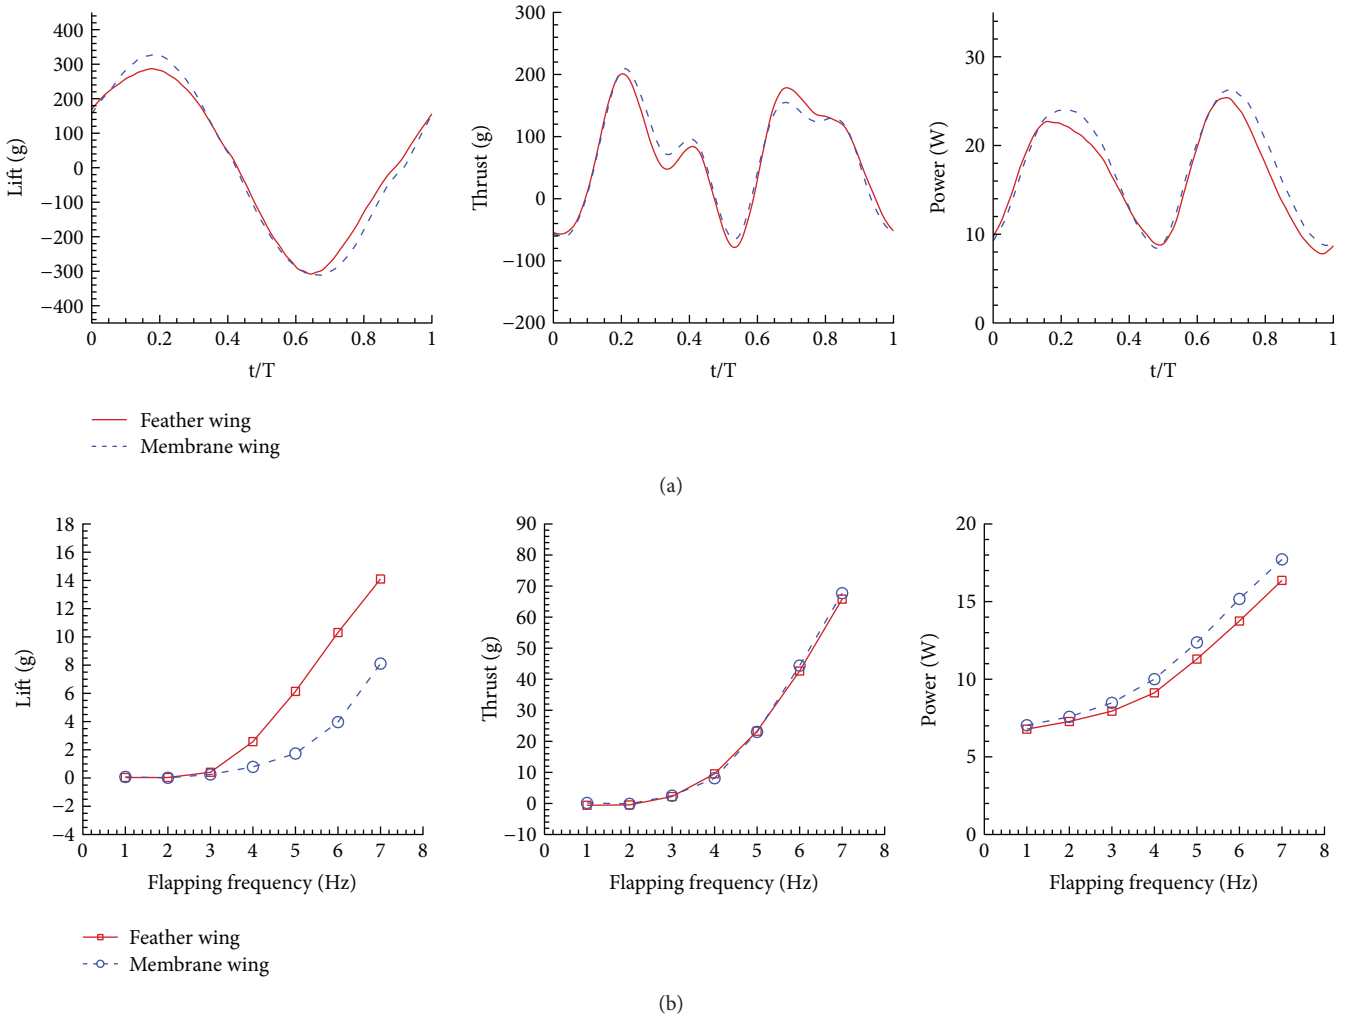 Lift (g)
400
300
200
100
0
−100
−200
−300
−400
0 0.2 0.4 0.6 0.8 1
t/T
Thrust (g)
300
200
100
0
−100
−200
0 0.2 0.4 0.6 0.8 1
t/T
Power (W)
30
20
10
0
0 0.2 0.4 0.6 0.8 1
t/T
Feather wing
Membrane wing
(a)
Lift (g)
18
16
14
12
10
8
6
4
2
0
−2
−4
0 1 2 3 4 5 6 7 8
Flapping frequency (Hz)
Thrust (g)
90
80
70
60
50
40
30
20
10
0
−10
0 1 2 3 4 5 6 7 8
Flapping frequency (Hz)
Power (W)
20
15
10
5
0
0 1 2 3 4 5 6 7 8
Flapping frequency (Hz)
Feather wing
Membrane wing
(b)